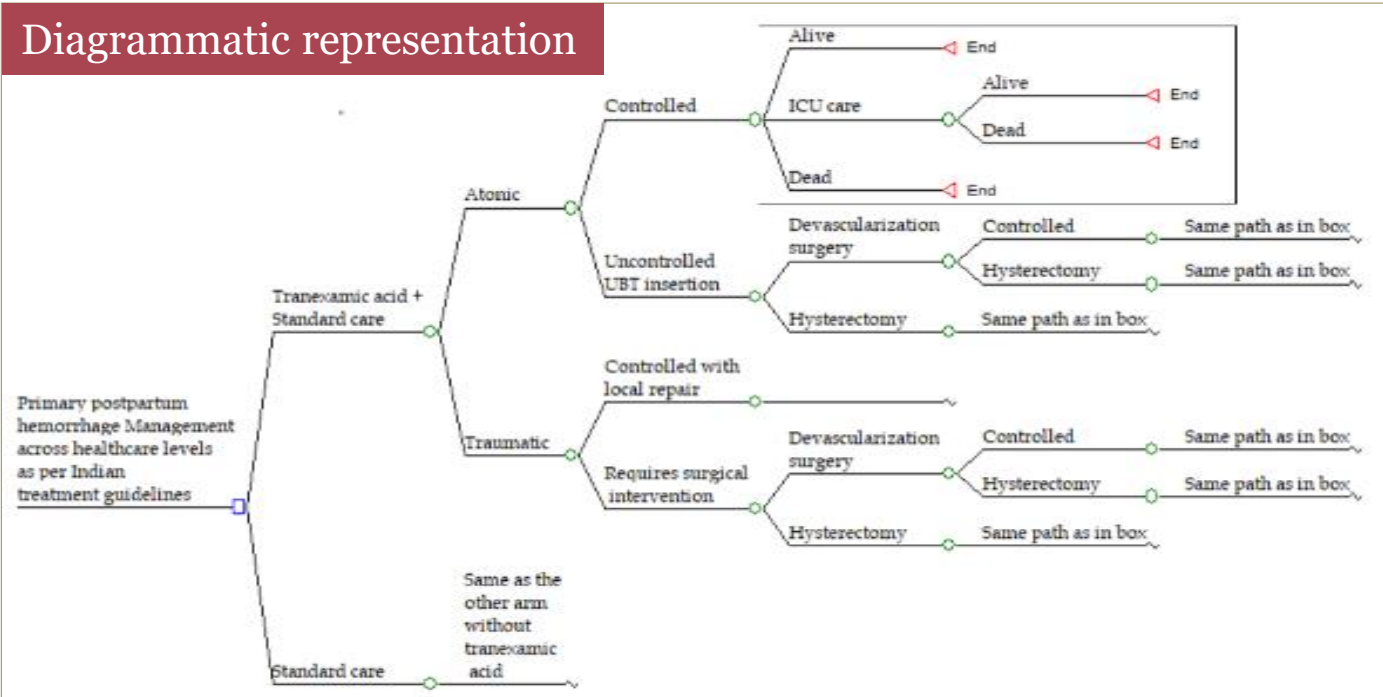 Diagrammatic representation
Alive
End
Controlled
ICU care
Alive
End
Dead
End
Dead
End
Atonic
Devascularization
surgery
Controlled
Same path as in box
Uncontrolled
UBT insertion
Hysterectomy
Same path as in box
Tranexamic acid +
Standard care
Hysterectomy
Same path as in box
Controlled with
local repair
Primary postpartum
hemorrhage Management
across healthcare levels
as per Indian
treatment guidelines
Traumatic
Devascularization
surgery
Controlled
Same path as in box
Requires surgical
intervention
Hysterectomy
Same path as in box
Hysterectomy
Same path as in box
Same as the
other arm
without
tranexamic
acid
Standard care